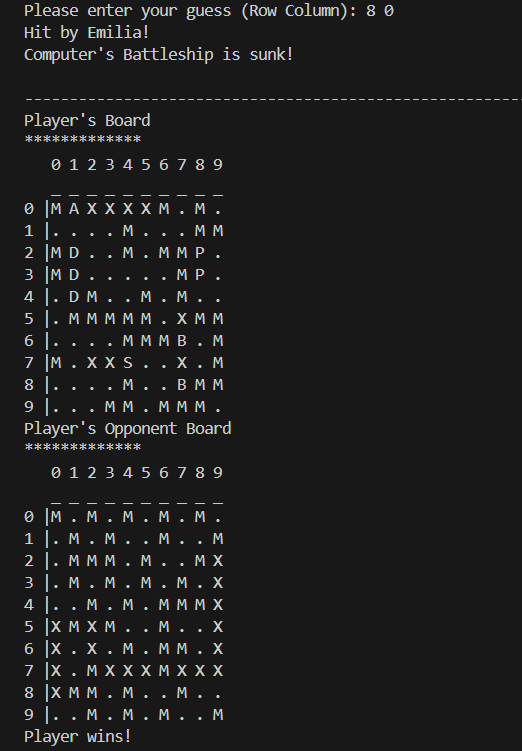 Please enter your guess (Row Column): 8 0
Hit by Emilia!
Computer's Battleship is sunk!
------------------------------------------------------
Player's Board
*************
   0 1 2 3 4 5 6 7 8 9
   _ _ _ _ _ _ _ _ _ _
0 |M A X X X X M . M .
1 |. . . . M . . . M M
2 |M D . . M . M M P .
3 |M D . . . . . M P .
4 |. D M . . M . M . .
5 |. M M M M M . X M M
6 |. . . . M M M B . M
7 |M . X X S . . X . M
8 |. . . . M . . B M M
9 |. . . M M . M M M .
Player's Opponent Board
*************
   0 1 2 3 4 5 6 7 8 9
   _ _ _ _ _ _ _ _ _ _
0 |M . M . M . M . M .
1 |. M . M . . M . . M
2 |. M M M . M . . M X
3 |. M . M . M . M . X
4 |. . M . M . M M M X
5 |X M X M . . M . . X
6 |X . X . M . M M . X
7 |X . M X X X M X X X
8 |X M M . M . . M . .
9 |. . M . M . M . . M
Player wins!